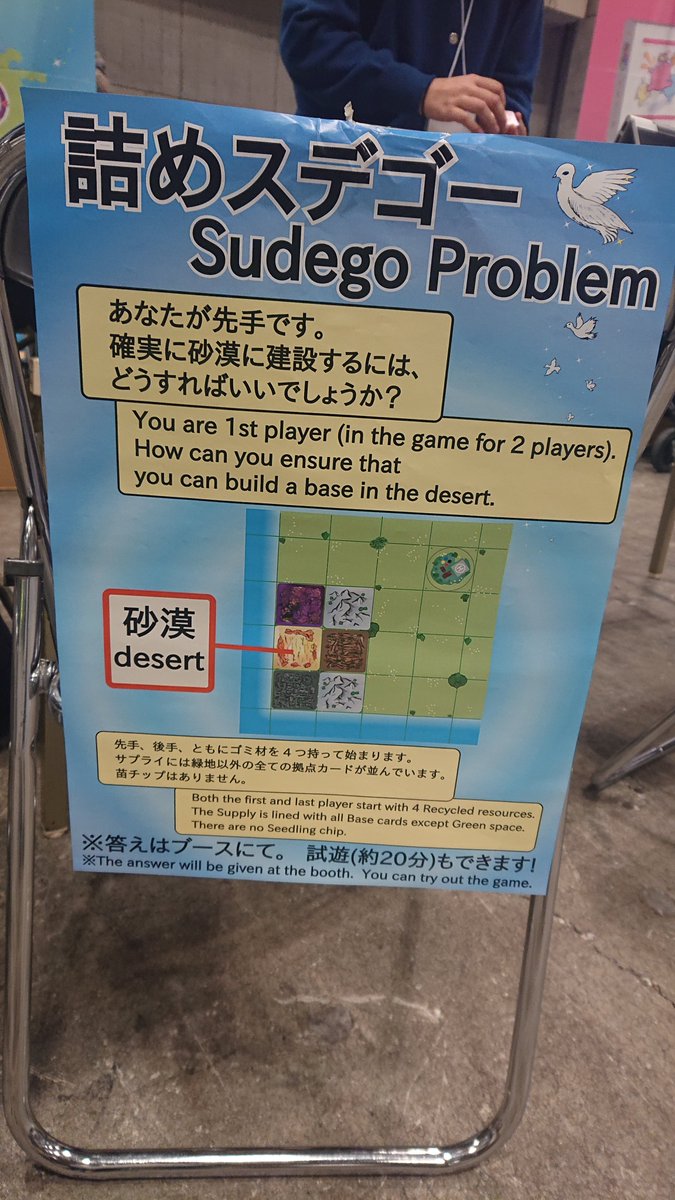 詰めスデゴー
Sudego Problem
あなたが先手です。
確実に砂漠に建設するには、
どうすればいいでしょうか?
You are 1st player (in the game for 2 players).
How can you ensure that
you can build a base in the desert.
砂漠
desert
先手、後手、ともにゴミ材を4つ持って始まります。
サプライには緑地以外の全ての拠点カードが並んでいます。
苗チップはありません。
Both the first and last player start with 4 Recycled resources.
The Supply is lined with all Base cards except Green space.
There are no Seedling chip.
※答えはブースにて。 試遊(約20分)もできます!
※The answer will be given at the booth. You can try out the game.